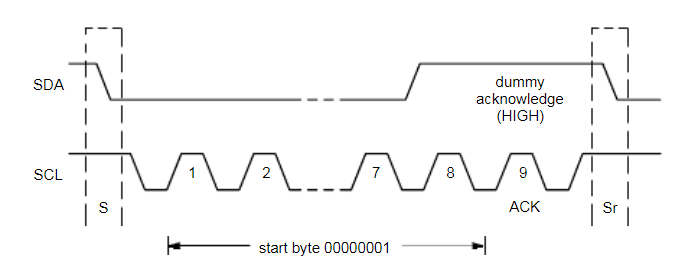 SDA
dummy
acknowledge
(HIGH)
SCL
1
2
7
8
9
S
ACK
Sr
start byte 00000001